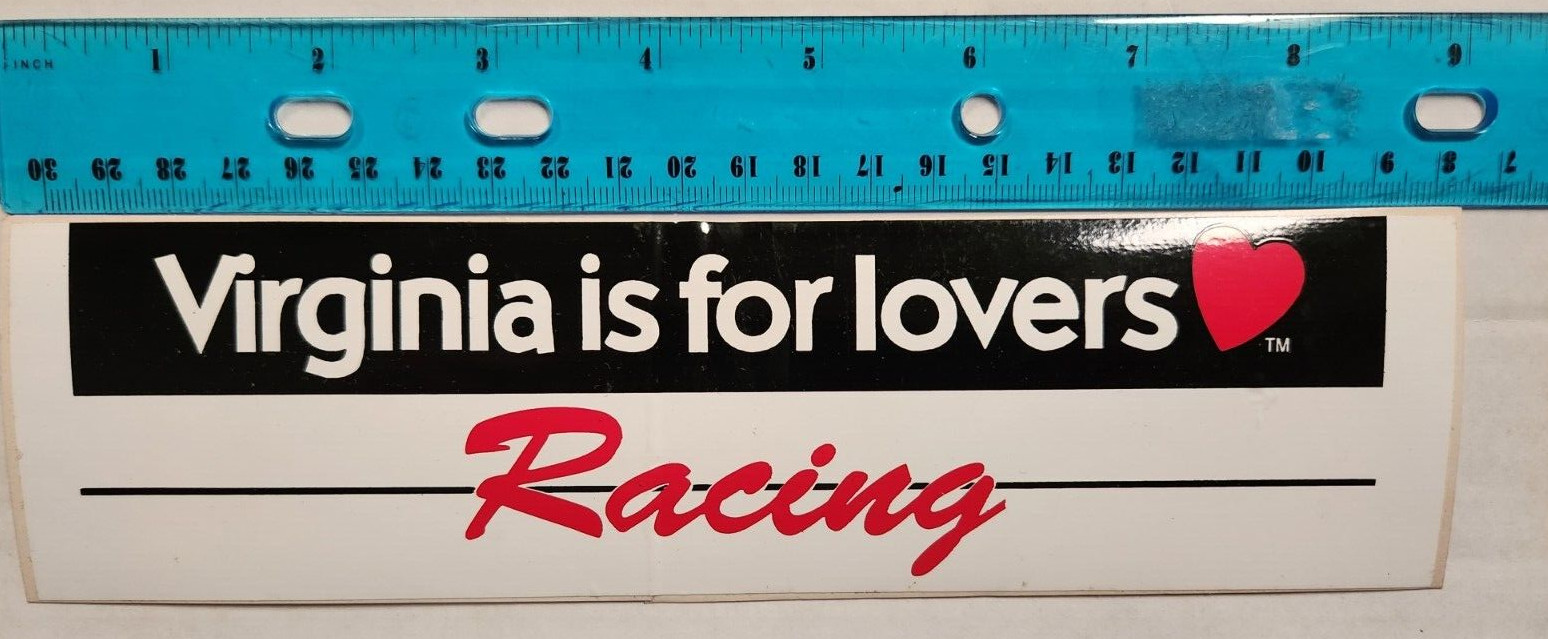 INCH 1 2 3 4 5 6 7 8 9
30 29 28 27 26 25 24 23 22 21 20 19 18 17 16 15 14 13 12 11 10 9 8 7
Virginia is for lovers TM
Racing